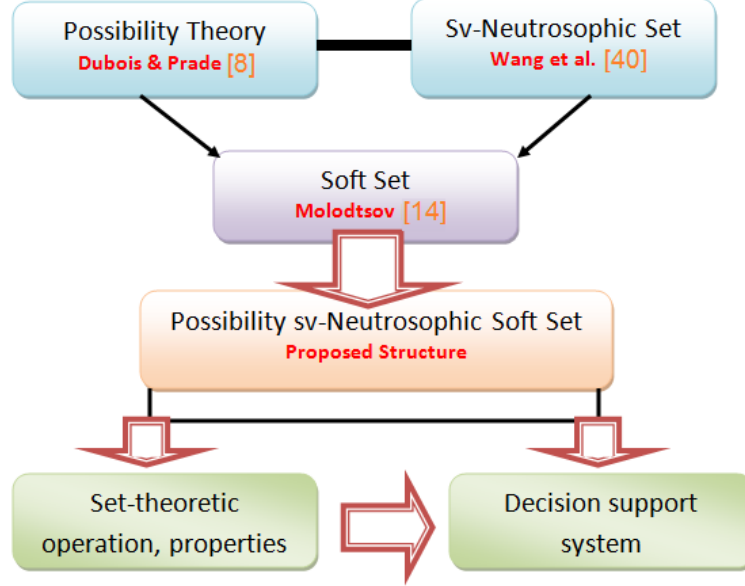 Possibility Theory
Dubois & Prade [8]
Sv-Neutrosophic Set
Wang et al. [40]
Soft Set
Molodtsov [14]
Possibility sv-Neutrosophic Soft Set
Proposed Structure
Set-theoretic
operation, properties
Decision support
system